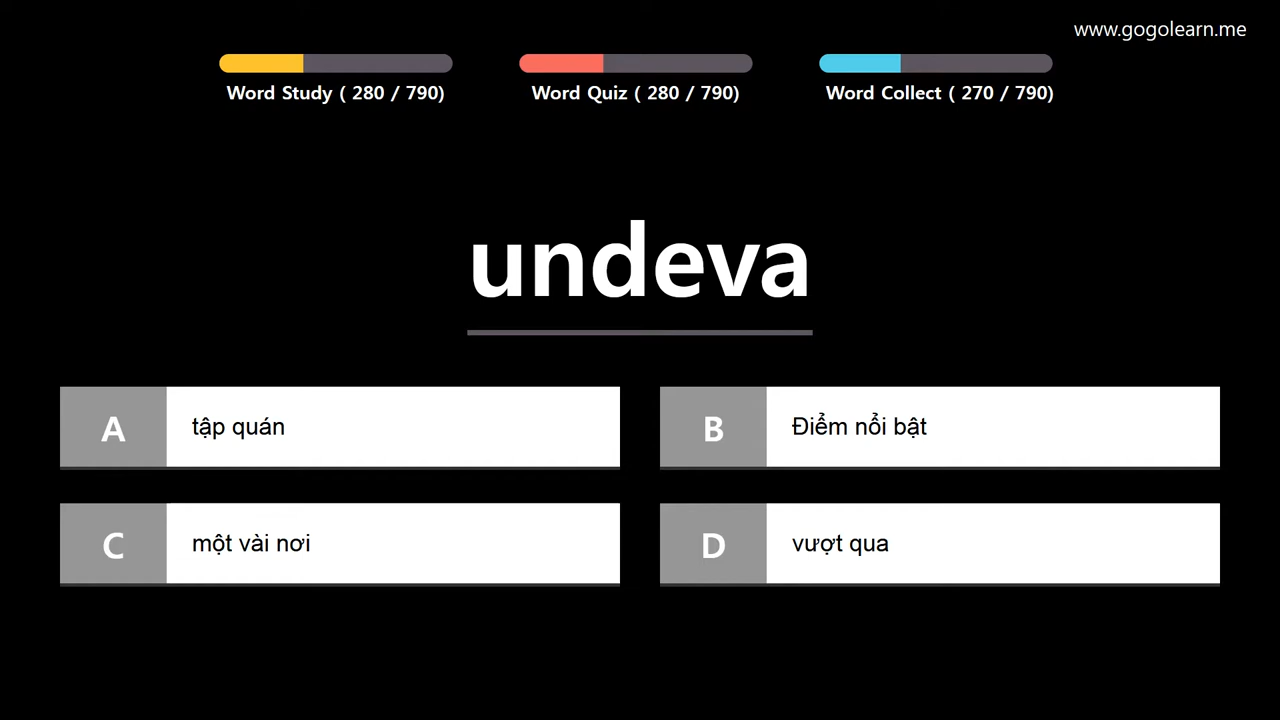 www.gogolearn.me
Word Study ( 280 / 790)
Word Quiz ( 280 / 790)
Word Collect ( 270 / 790)
undeva
A
tập quán
B
Điểm nổi bật
C
một vài nơi
D
vượt qua